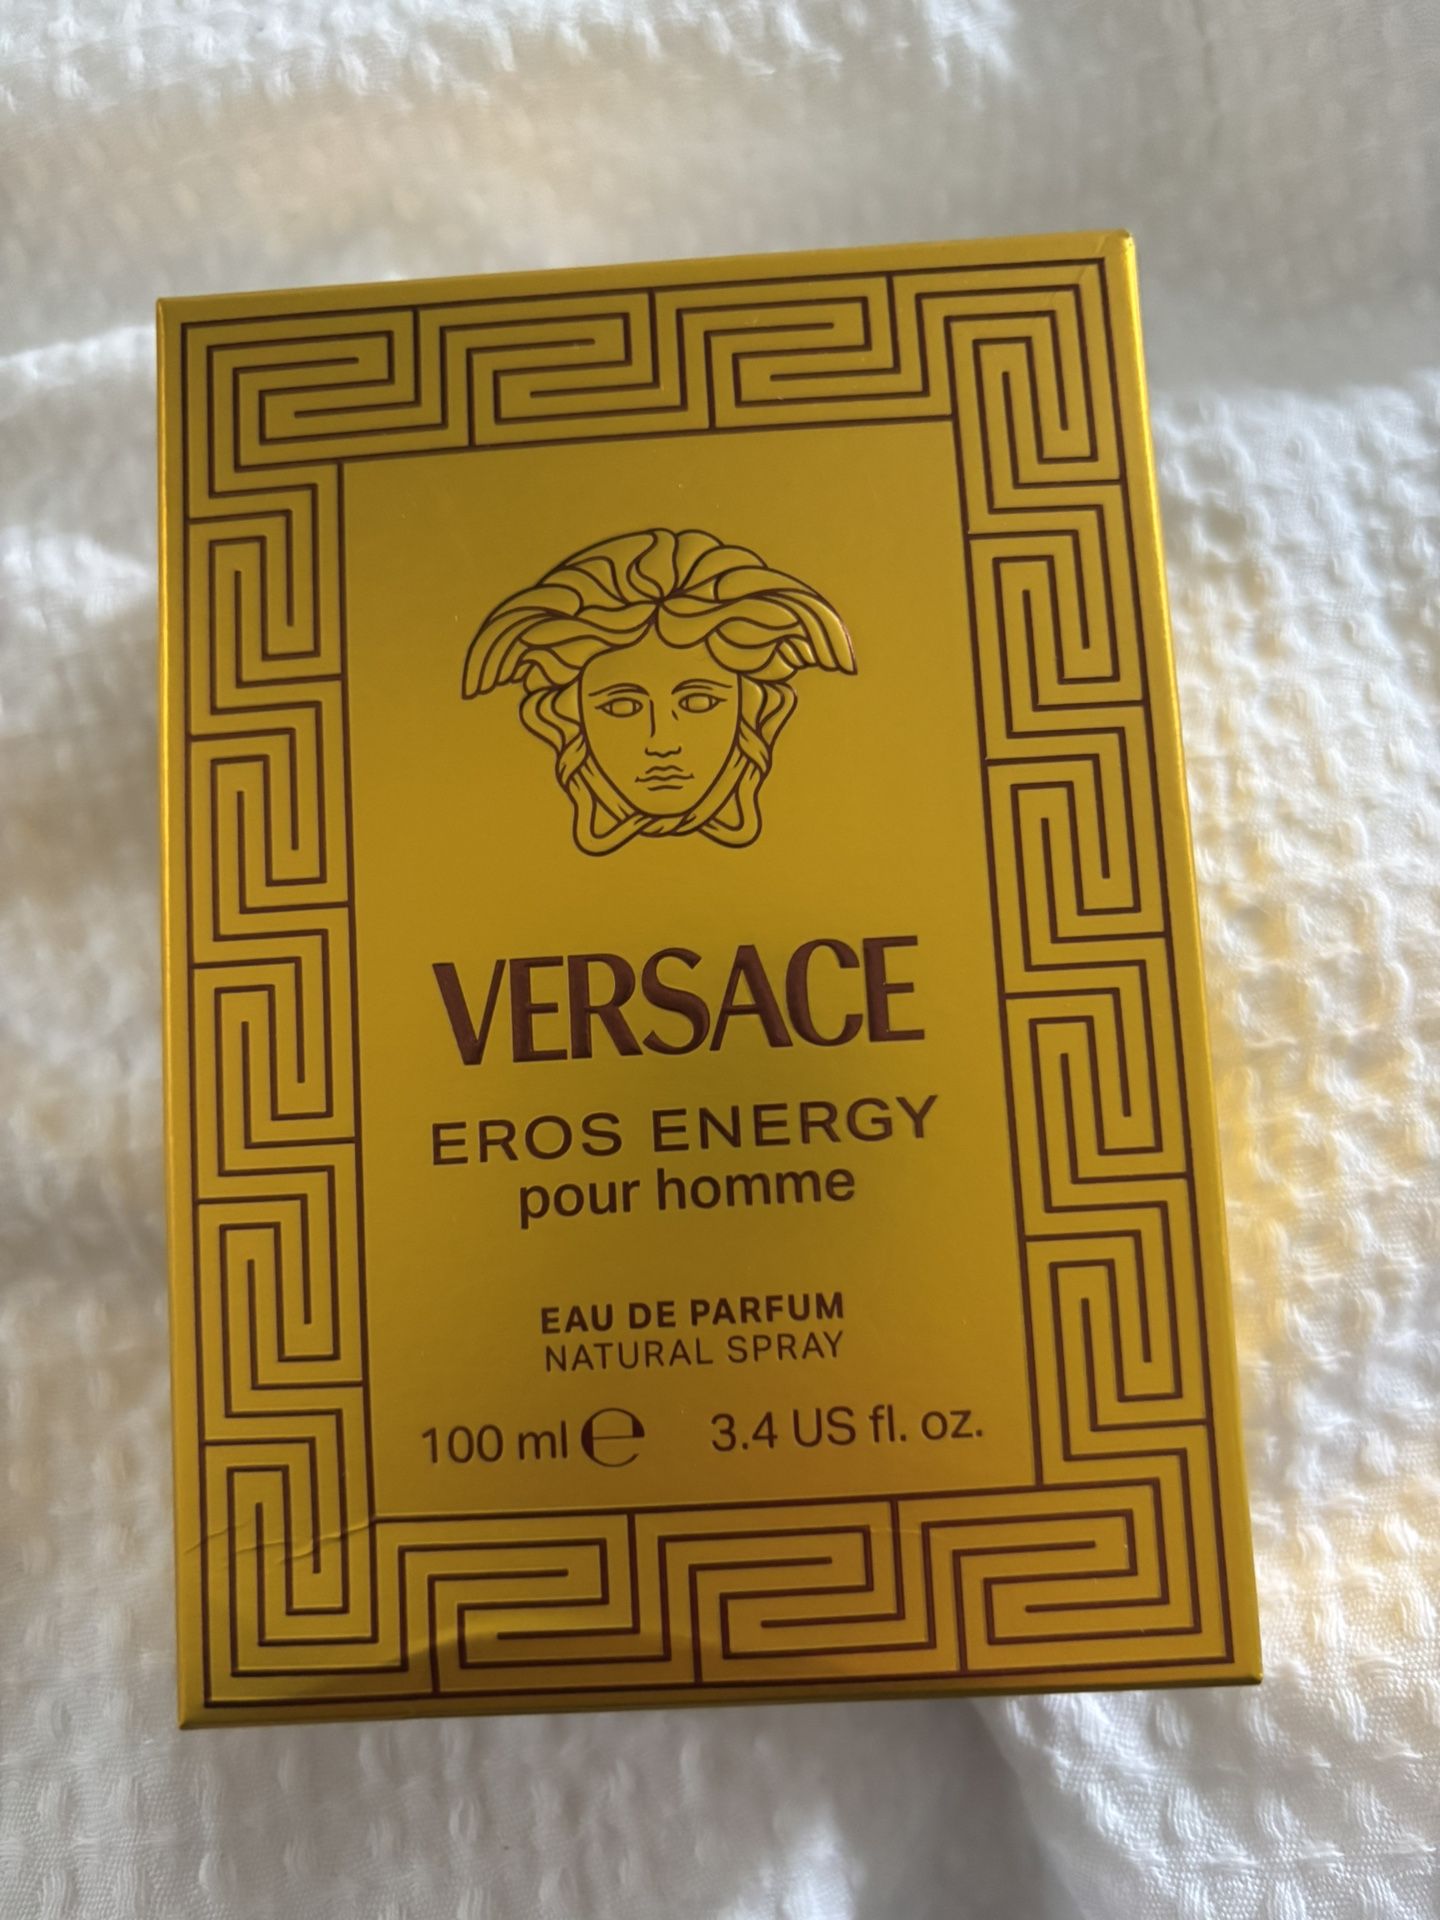 VERSACE
EROS ENERGY
pour homme
EAU DE PARFUM
NATURAL SPRAY
100 ml ℮ 3.4 US fl. oz.